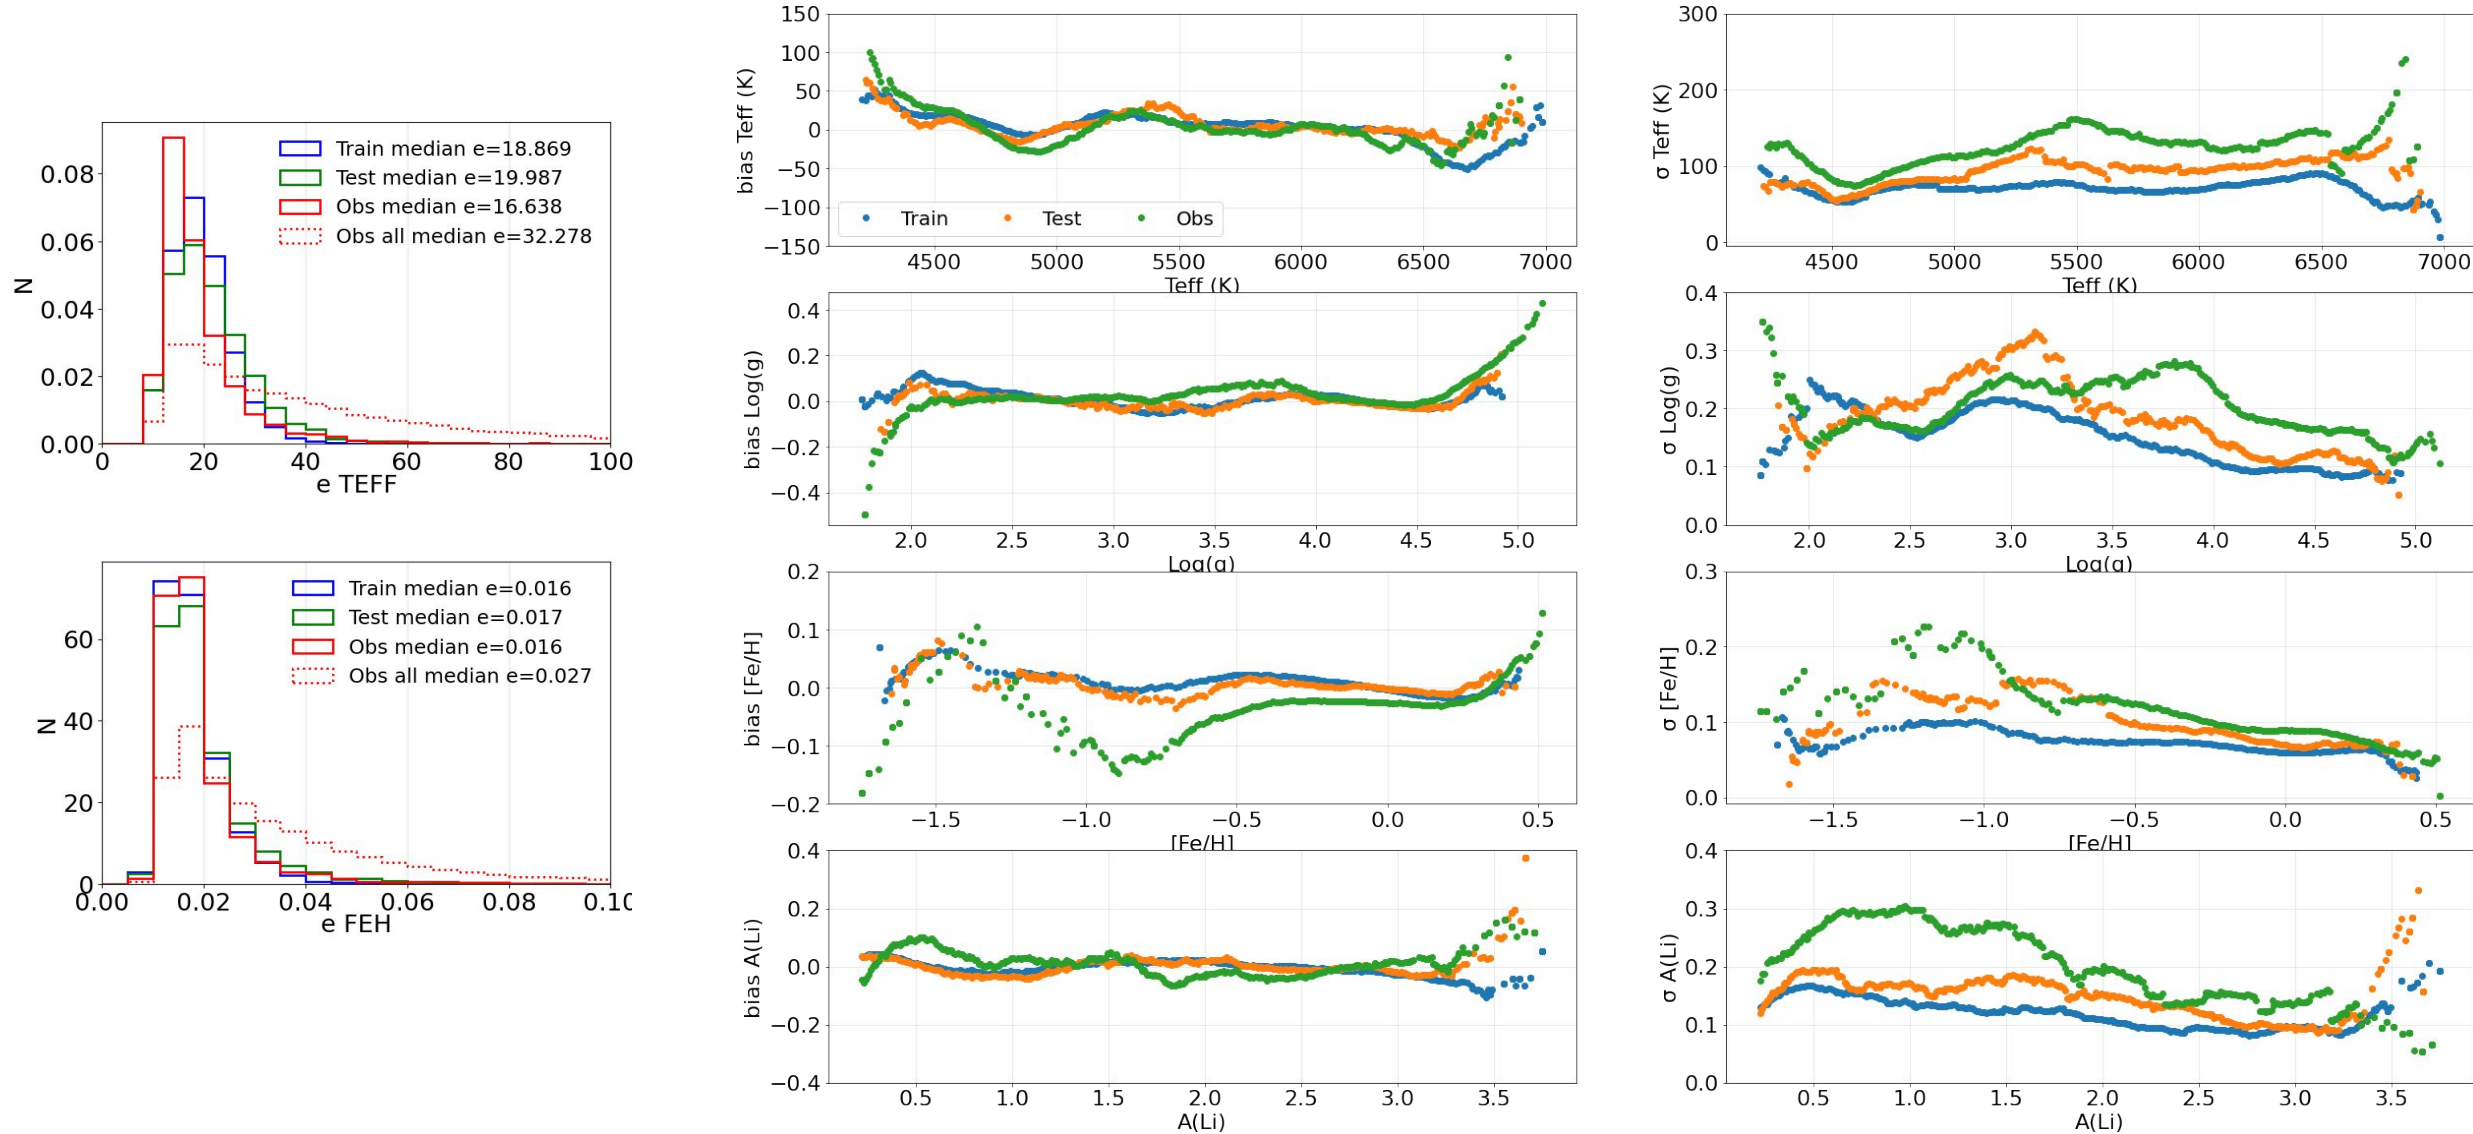 0.08
0.06
0.04
0.02
0.00
N
Train median e=18.869
Test median e=19.987
Obs median e=16.638
Obs all median e=32.278
0 20 40 60 80 100
e TEFF
60
40
20
0
N
Train median e=0.016
Test median e=0.017
Obs median e=0.016
Obs all median e=0.027
0.00 0.02 0.04 0.06 0.08 0.10
e FEH
150
100
50
0
−50
−100
−150
bias Teff (K)
Train Test Obs
4500 5000 5500 6000 6500 7000
Teff (K)
300
200
100
0
σ Teff (K)
4500 5000 5500 6000 6500 7000
Teff (K)
0.4
0.2
0.0
−0.2
−0.4
bias Log(g)
2.0 2.5 3.0 3.5 4.0 4.5 5.0
Log(g)
0.4
0.3
0.2
0.1
0.0
σ Log(g)
2.0 2.5 3.0 3.5 4.0 4.5 5.0
Log(g)
0.2
0.1
0.0
−0.1
−0.2
bias [Fe/H]
−1.5 −1.0 −0.5 0.0 0.5
[Fe/H]
0.3
0.2
0.1
0.0
σ [Fe/H]
−1.5 −1.0 −0.5 0.0 0.5
[Fe/H]
0.4
0.2
0.0
−0.2
−0.4
bias A(Li)
0.5 1.0 1.5 2.0 2.5 3.0 3.5
A(Li)
0.4
0.3
0.2
0.1
0.0
σ A(Li)
0.5 1.0 1.5 2.0 2.5 3.0 3.5
A(Li)